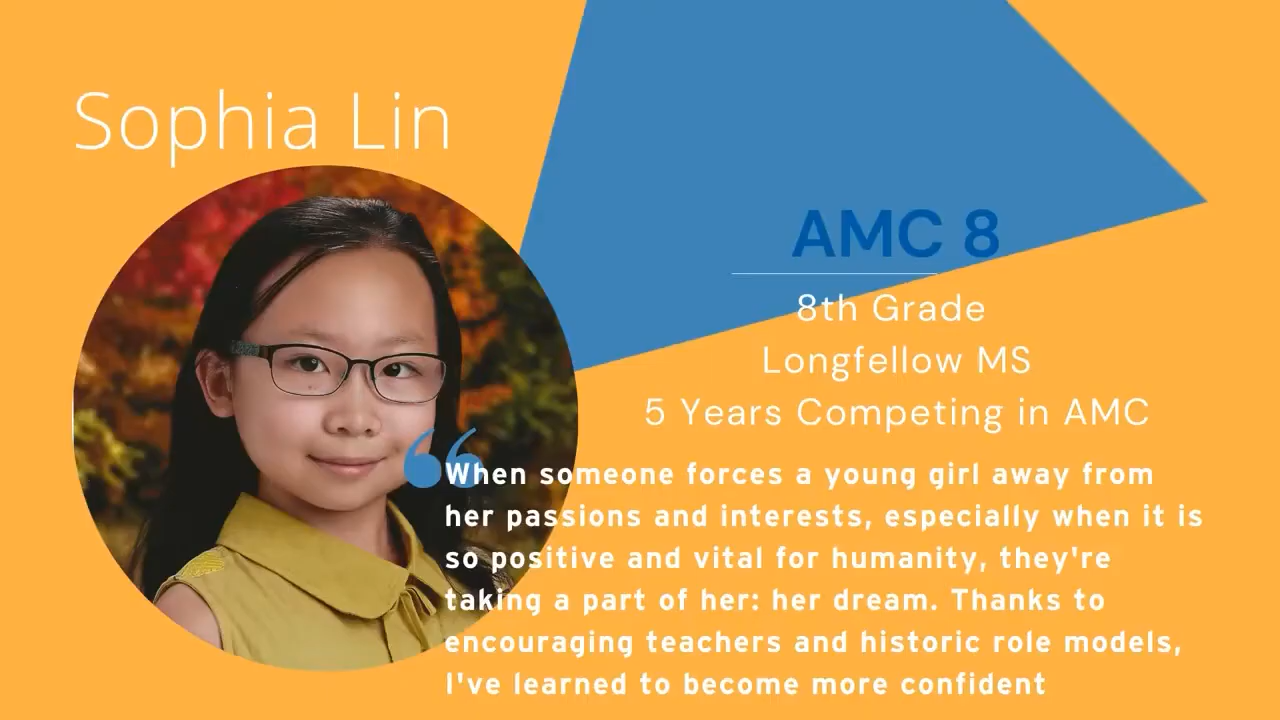 Sophia Lin
AMC 8
8th Grade
Longfellow MS
5 Years Competing in AMC
“When someone forces a young girl away from
her passions and interests, especially when it is
so positive and vital for humanity, they're
taking a part of her: her dream. Thanks to
encouraging teachers and historic role models,
I've learned to become more confident